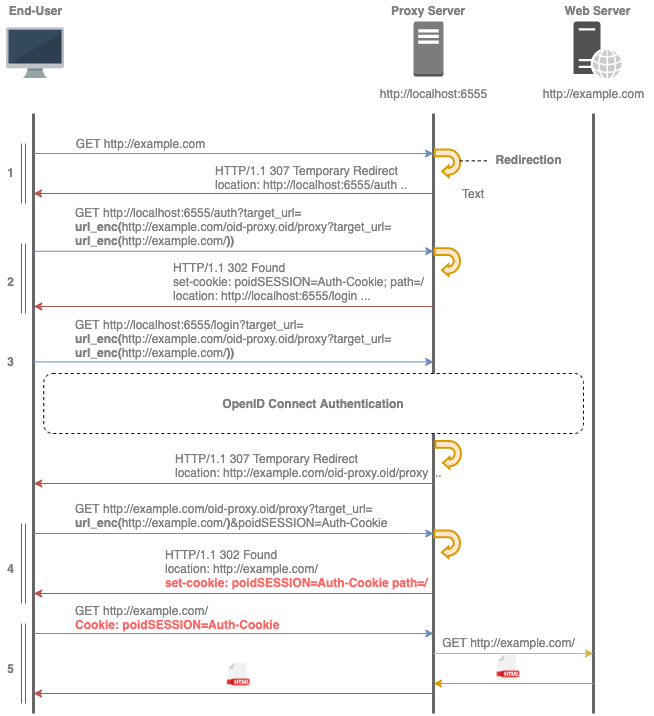 End-User
Proxy Server
Web Server
http://localhost:6555
http://example.com
GET http://example.com
Redirection
1
HTTP/1.1 307 Temporary Redirect
location: http://localhost:6555/auth ..
Text
GET http://localhost:6555/auth?target_url=
url_enc(http://example.com/oid-proxy.oid/proxy?target_url=
url_enc(http://example.com/))
2
HTTP/1.1 302 Found
set-cookie: poidSESSION=Auth-Cookie; path=/
location: http://localhost:6555/login ...
GET http://localhost:6555/login?target_url=
url_enc(http://example.com/oid-proxy.oid/proxy?target_url=
url_enc(http://example.com/))
3
OpenID Connect Authentication
HTTP/1.1 307 Temporary Redirect
location: http://example.com/oid-proxy.oid/proxy ...
GET http://example.com/oid-proxy.oid/proxy?target_url=
url_enc(http://example.com/)&poidSESSION=Auth-Cookie
4
HTTP/1.1 302 Found
location: http://example.com/
set-cookie: poidSESSION=Auth-Cookie path=/
GET http://example.com/
Cookie: poidSESSION=Auth-Cookie
GET http://example.com/
5
HTML
HTML